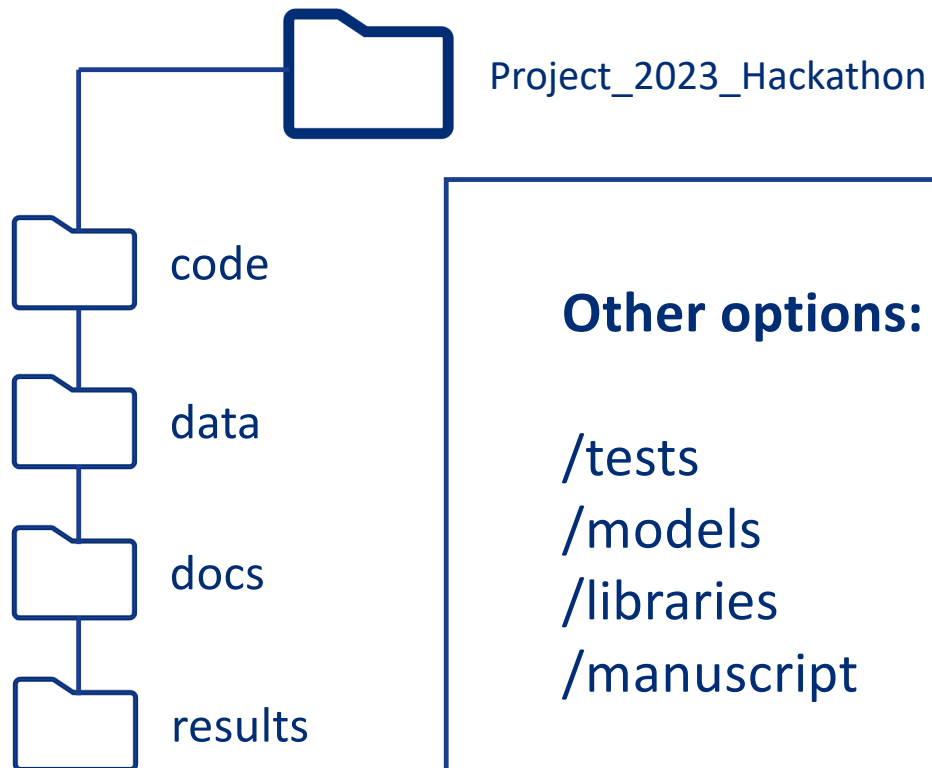 Project_2023_Hackathon
code
data
docs
results
Other options:
/tests
/models
/libraries
/manuscript